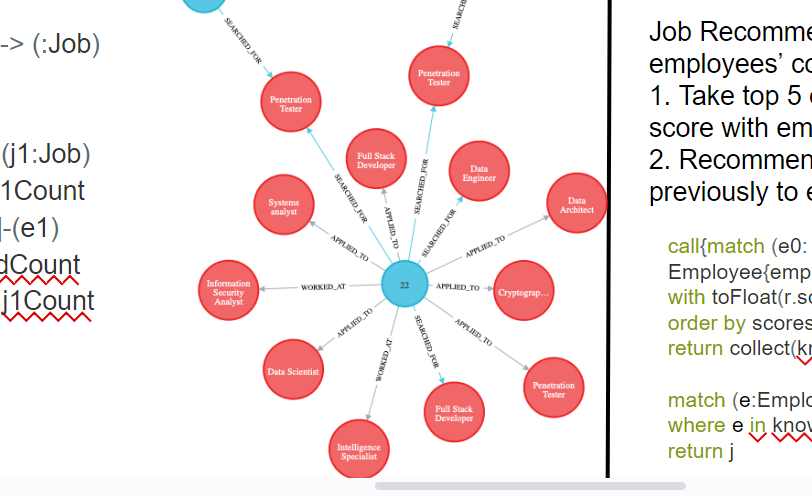 -> (:Job)
(j1:Job)
1Count
]-(e1)
dCount
j1Count
SEARCHED_FOR
SEARCH
Penetration
Tester
Penetration
Tester
Full Stack
Developer
Data
Engineer
Systems
analyst
Data
Architect
SEARCHED_FOR
SEARCHED_FOR
APPLIED_TO
SEARCHED_FOR
APPLIED_TO
APPLIED_TO
Information
Security
Analyst
WORKED_AT
22
APPLIED_TO
Cryptograp...
APPLIED_TO
WORKED_AT
SEARCHED_FOR
APPLIED_TO
Data Scientist
Full Stack
Developer
Penetration
Tester
Intelligence
Specialist
Job Recomme
employees’ co
1. Take top 5
score with em
2. Recommen
previously to e
call{match (e0:
Employee{emp
with toFloat(r.sc
order by scores
return collect(kn
match (e:Emplo
where e in know
return j